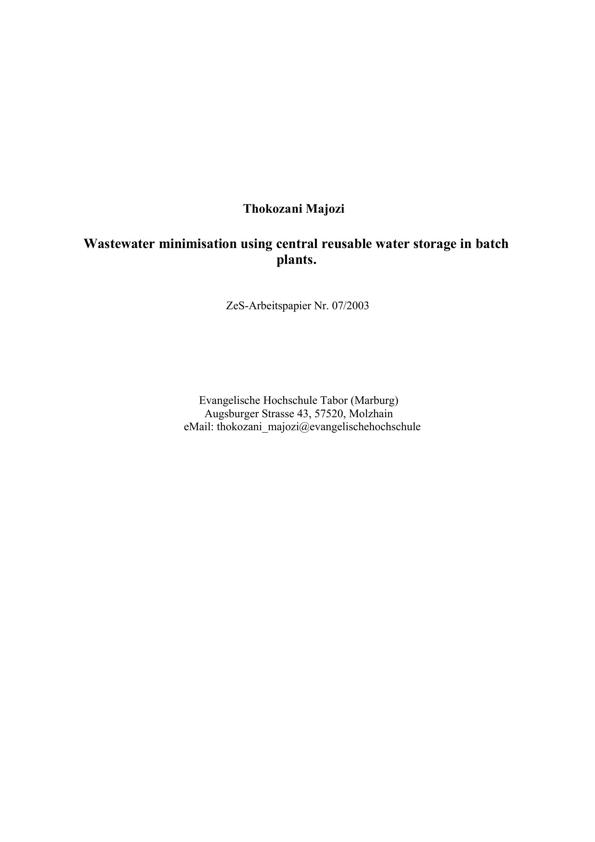 Thokozani Majozi
Wastewater minimisation using central reusable water storage in batch
plants.
ZeS-Arbeitspapier Nr. 07/2003
Evangelische Hochschule Tabor (Marburg)
Augsburger Strasse 43, 57520, Molzhain
eMail: thokozani_majozi@evangelischehochschule